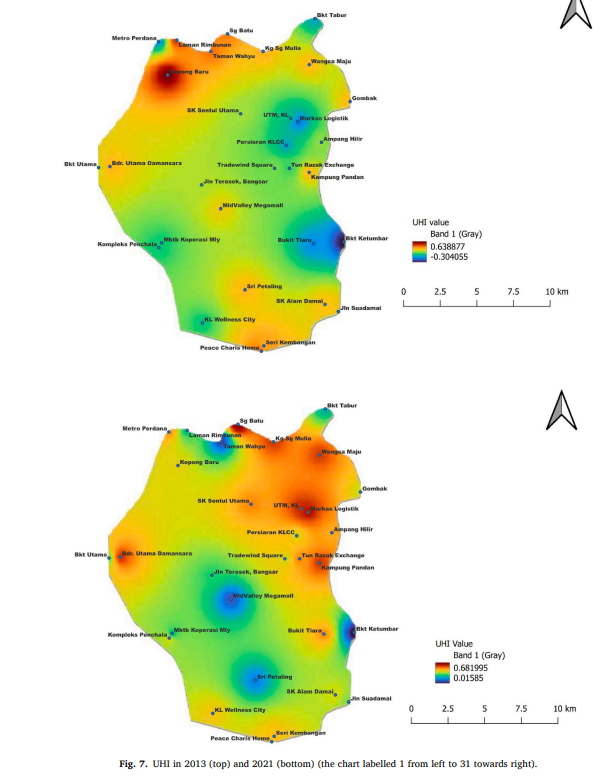 Bkt Tabur
Sg Batu
Metro Perdana
Laman Rimbunan
Kg Sg Mulia
Taman Wahyu
Wangsa Maju
Kepong Baru
Gombak
SK Sentul Utama
UTM, KL
Markas Logistik
Ampang Hilir
Persiaran KLCC
Bkt Utama
Bdr. Utama Damansara
Tradewind Square
Tun Razak Exchange
Kampung Pandan
Jln Terasek, Bangsar
MidValley Megamall
Mktb Koperasi Mly
Kompleks Penchala
Bukit Tiara
Bkt Ketumbar
UHI value
Band 1 (Gray)
0.638877
-0.304055
Sri Petaling
SK Alam Damai
Jln Suadamai
0 2.5 5 7.5 10 km
KL Wellness City
Seri Kembangan
Peace Charis Home
Bkt Tabur
Sg Batu
Metro Perdana
Laman Rimbunan
Kg Sg Mulia
Taman Wahyu
Wangsa Maju
Kepong Baru
Gombak
SK Sentul Utama
UTM, KL
Markas Logistik
Persiaran KLCC
Ampang Hilir
Bkt Utama
Bdr. Utama Damansara
Tradewind Square
Tun Razak Exchange
Kampung Pandan
Jln Terasek, Bangsar
MidValley Megamall
Mktb Koperasi Mly
Kompleks Penchala
Bukit Tiara
Bkt Ketumbar
UHI Value
Band 1 (Gray)
0.681995
0.01585
Sri Petaling
SK Alam Damai
Jln Suadamai
KL Wellness City
0 2.5 5 7.5 10 km
Seri Kembangan
Peace Charis Home
Fig. 7. UHI in 2013 (top) and 2021 (bottom) (the chart labelled 1 from left to 31 towards right).